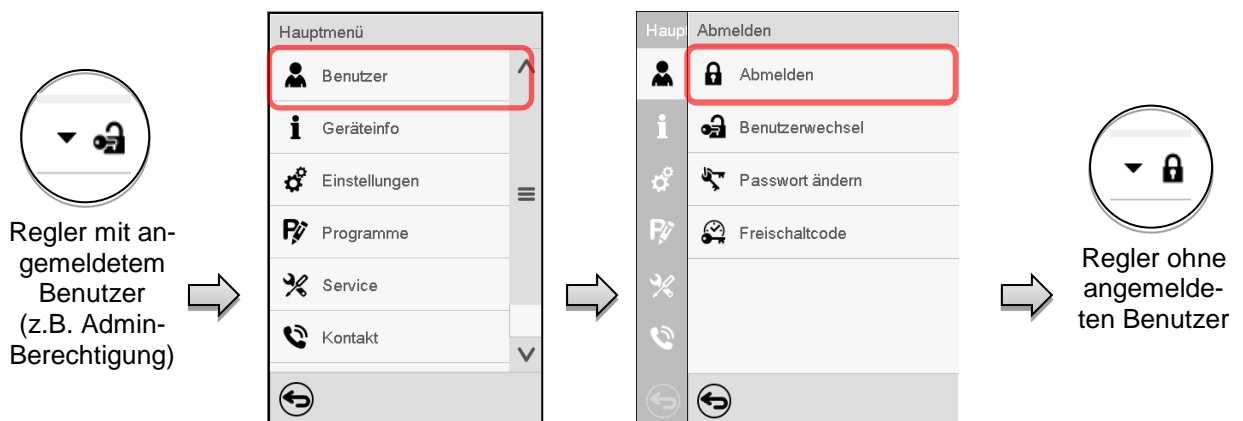 Regler mit an-
gemeldetem
Benutzer
(z.B. Admin-
Berechtigung)
Hauptmenü
Benutzer
Geräteinfo
Einstellungen
Programme
Service
Kontakt
Haup
Abmelden
Abmelden
Benutzerwechsel
Passwort ändern
Freischaltcode
Regler ohne
angemelde-
ten Benutzer